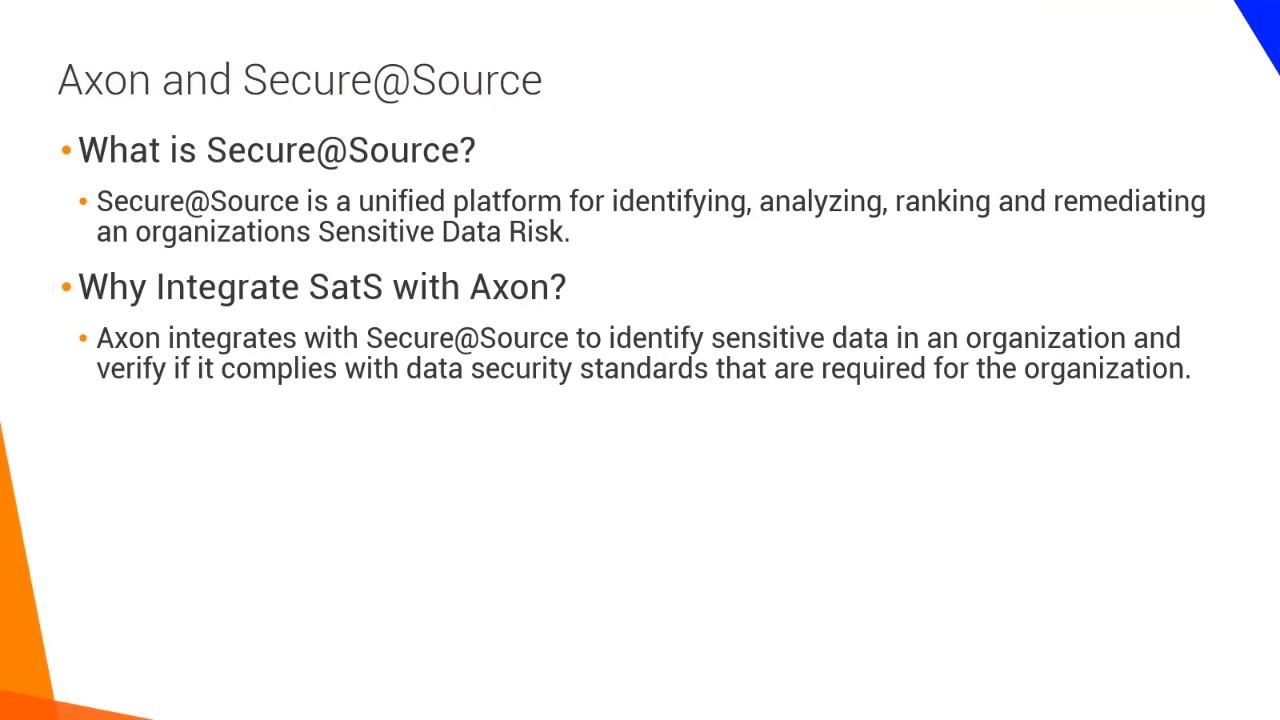 Axon and Secure@Source
• What is Secure@Source?
• Secure@Source is a unified platform for identifying, analyzing, ranking and remediating
an organizations Sensitive Data Risk.
• Why Integrate SatS with Axon?
• Axon integrates with Secure@Source to identify sensitive data in an organization and
verify if it complies with data security standards that are required for the organization.